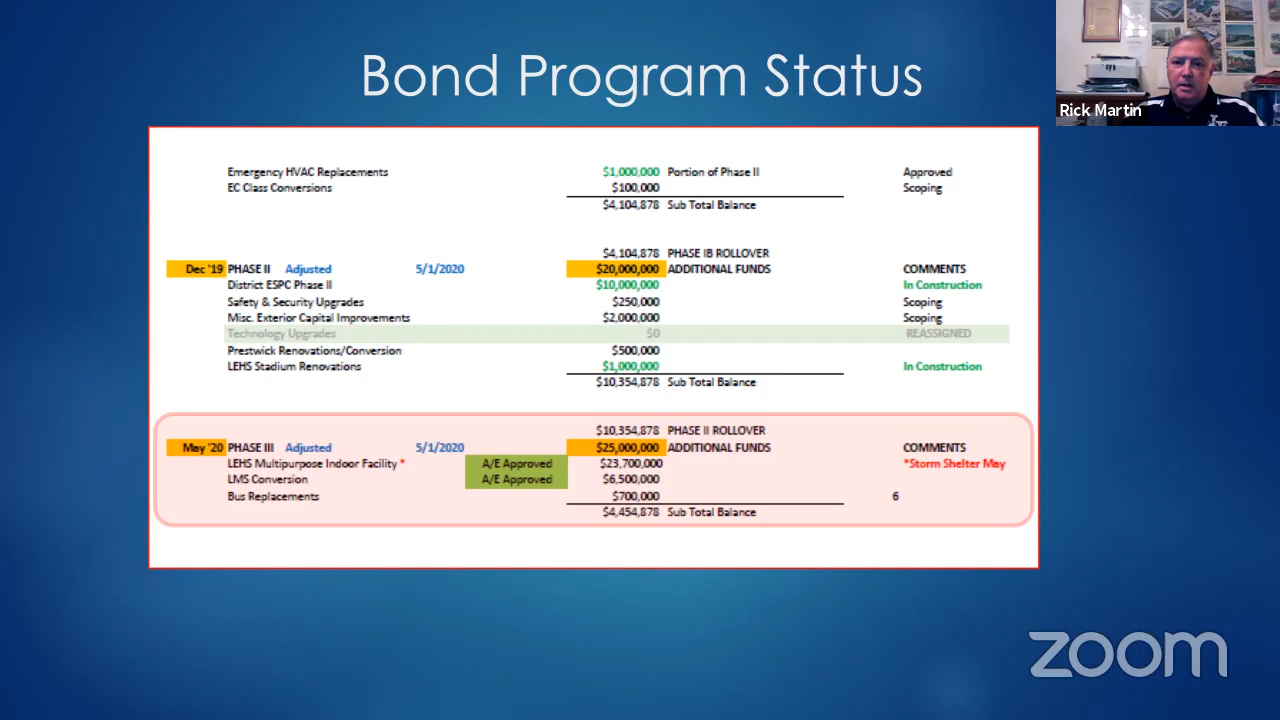 Bond Program Status
Rick Martin
Emergency HVAC Replacements $1,000,000 Portion of Phase II Approved
EC Class Conversions $100,000 Scoping
$4,104,878 Sub Total Balance
$4,104,878 PHASE IB ROLLOVER
Dec '19 PHASE II Adjusted 5/1/2020 $20,000,000 ADDITIONAL FUNDS COMMENTS
District ESPC Phase II $10,000,000 In Construction
Safety & Security Upgrades $250,000 Scoping
Misc. Exterior Capital Improvements $2,000,000 Scoping
Technology Upgrades $0 REASSIGNED
Prestwick Renovations/Conversion $500,000
LEHS Stadium Renovations $1,000,000 In Construction
$10,354,878 Sub Total Balance
$10,354,878 PHASE II ROLLOVER
May '20 PHASE III Adjusted 5/1/2020 $25,000,000 ADDITIONAL FUNDS COMMENTS
LEHS Multipurpose Indoor Facility * A/E Approved $23,700,000 *Storm Shelter May
LMS Conversion A/E Approved $6,500,000
Bus Replacements $700,000 6
$4,454,878 Sub Total Balance
zoom